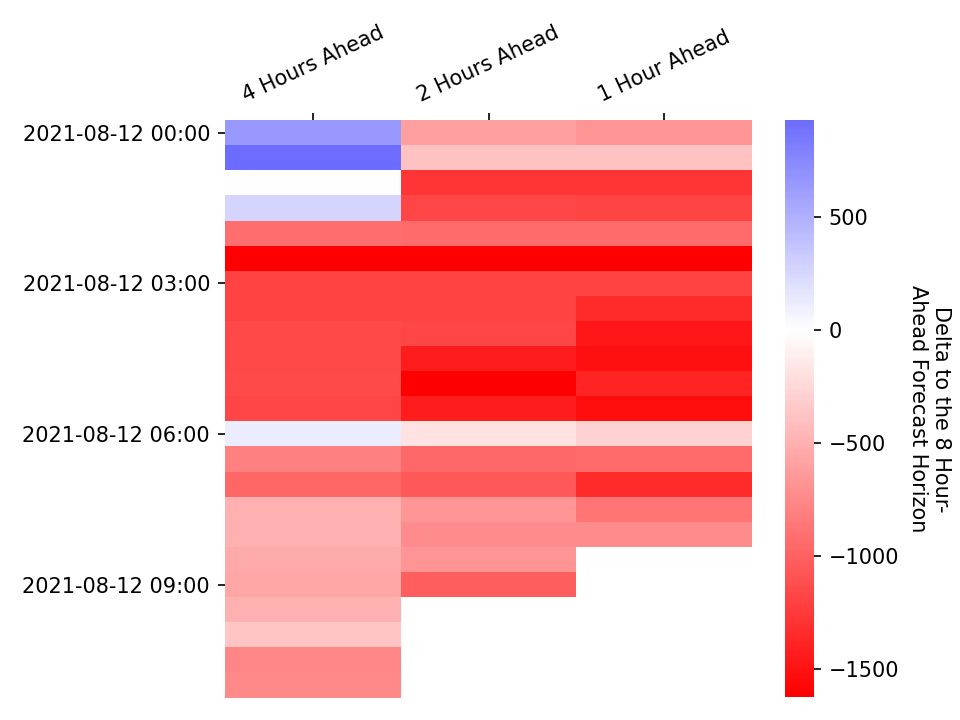 4 Hours Ahead
2 Hours Ahead
1 Hour Ahead
2021-08-12 00:00
2021-08-12 03:00
2021-08-12 06:00
2021-08-12 09:00
500
0
−500
−1000
−1500
Delta to the 8 Hour-
Ahead Forecast Horizon